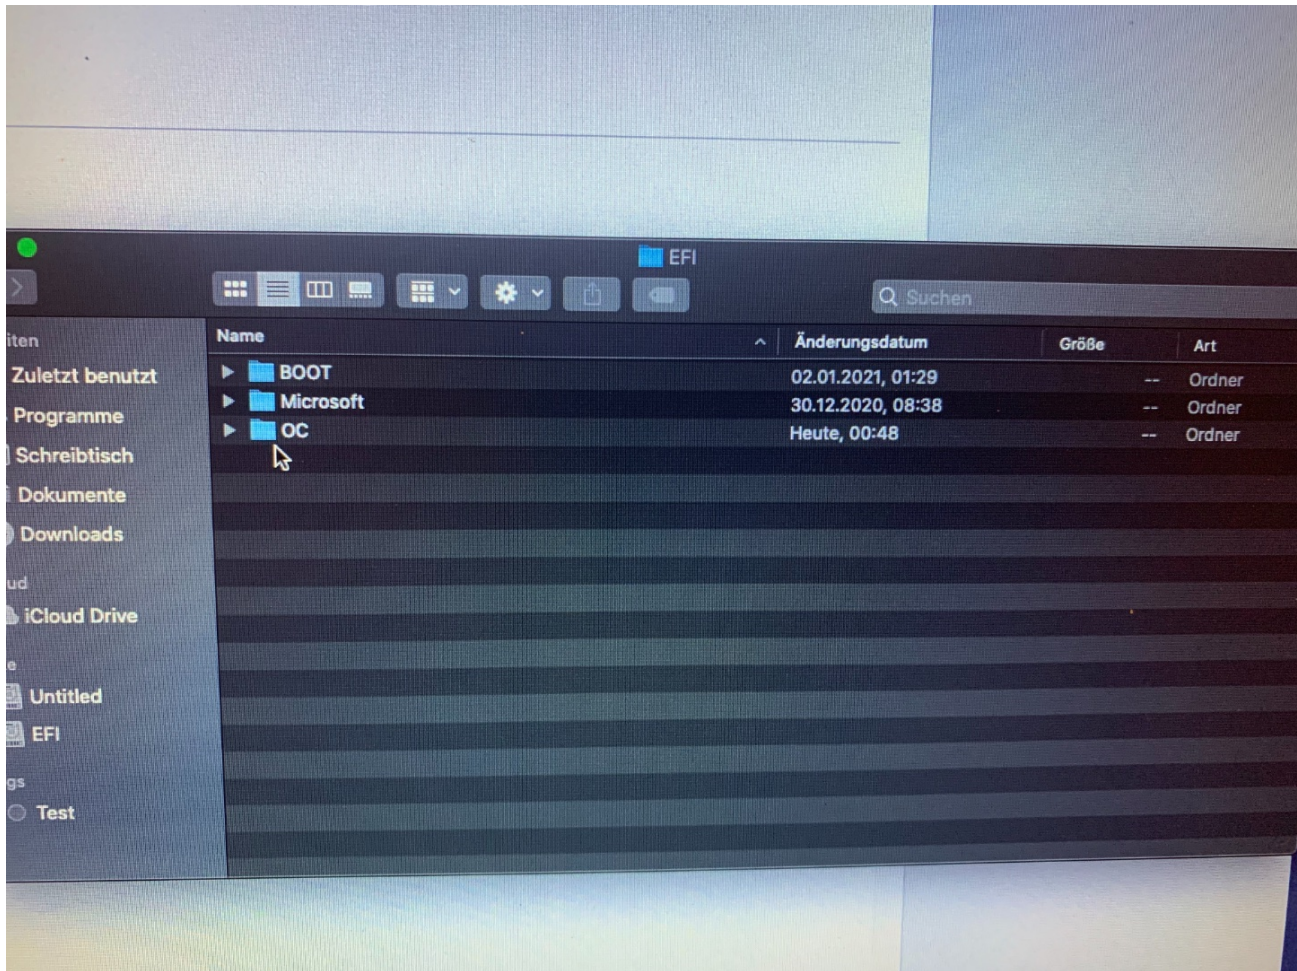 EFI
Suchen
iten
Zuletzt benutzt
Programme
Schreibtisch
Dokumente
Downloads
ud
iCloud Drive
e
Untitled
EFI
gs
Test
Name Änderungsdatum Größe Art
BOOT 02.01.2021, 01:29 -- Ordner
Microsoft 30.12.2020, 08:38 -- Ordner
OC Heute, 00:48 -- Ordner